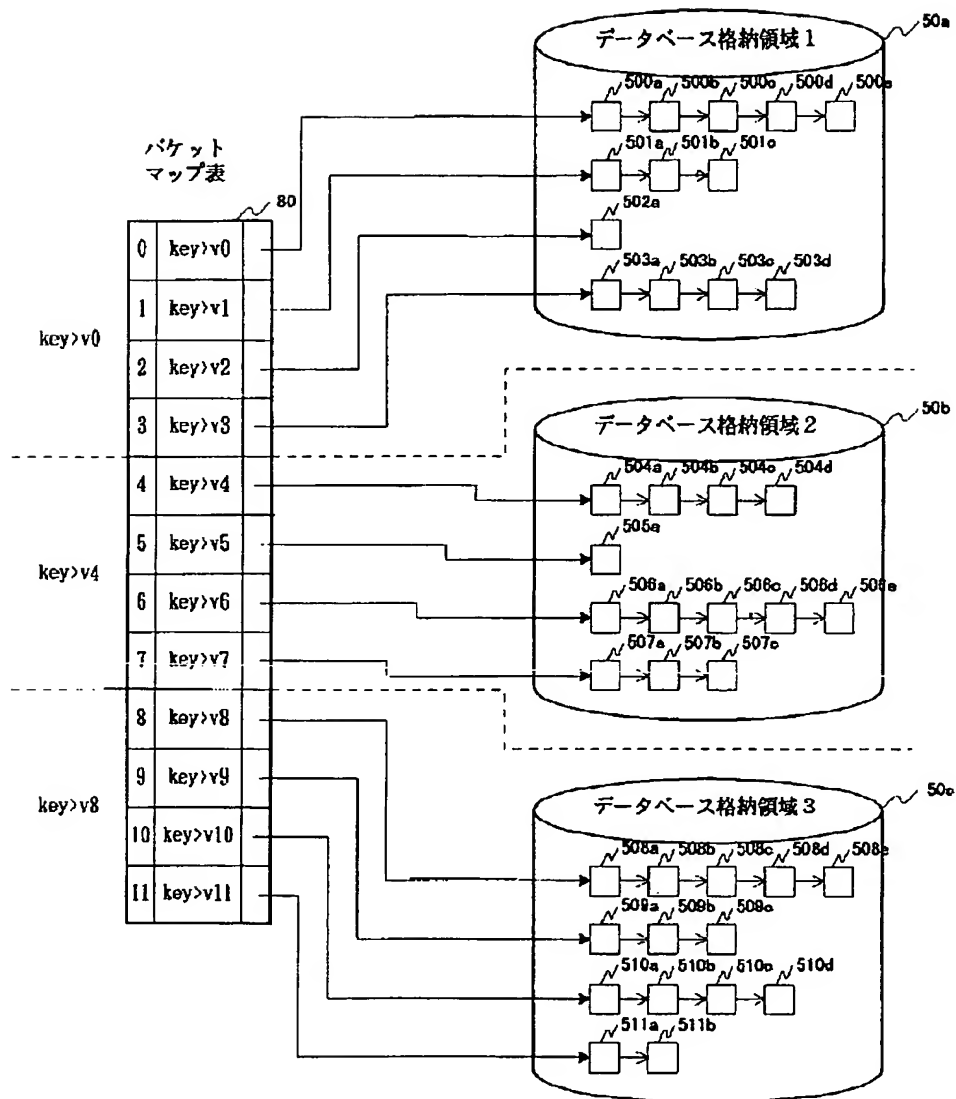 データベース格納領域1
50a
500a 500b 500c 500d 500e
501a 501b 501c
502a
503a 503b 503c 503d
バケット
マップ表
80
0 key>v0
1 key>v1
2 key>v2
3 key>v3
4 key>v4
5 key>v5
6 key>v6
7 key>v7
8 key>v8
9 key>v9
10 key>v10
11 key>v11
key>v0
key>v4
key>v8
データベース格納領域2
50b
504a 504b 504c 504d
505a
506a 506b 506c 506d 506e
507a 507b 507c
データベース格納領域3
50c
508a 508b 508c 508d 508e
509a 509b 509c
510a 510b 510c 510d
511a 511b